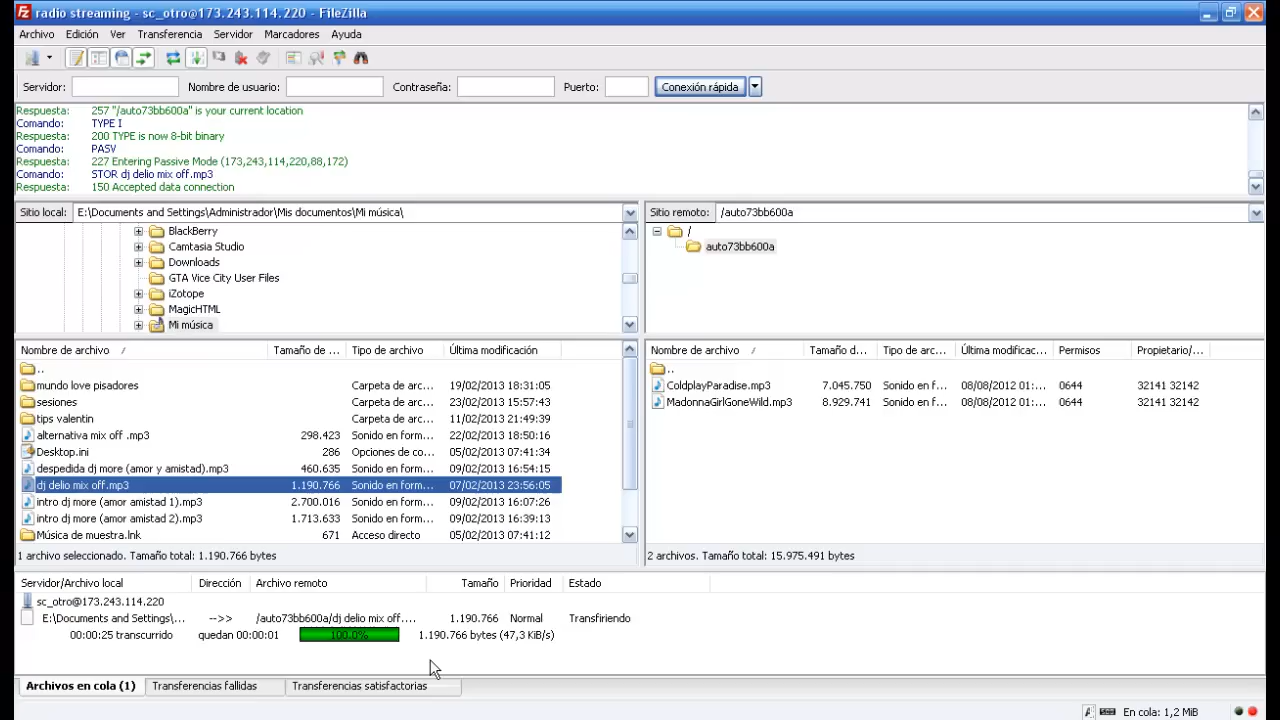 radio streaming - sc_otro@173.243.114.220 - FileZilla
Archivo Edición Ver Transferencia Servidor Marcadores Ayuda
Servidor: Nombre de usuario: Contraseña: Puerto: Conexión rápida
Respuesta: 257 "/auto73bb600a" is your current location
Comando: TYPE I
Respuesta: 200 TYPE is now 8-bit binary
Comando: PASV
Respuesta: 227 Entering Passive Mode (173,243,114,220,88,172)
Comando: STOR dj delio mix off.mp3
Respuesta: 150 Accepted data connection
Sitio local: E:\Documents and Settings\Administrador\Mis documentos\Mi música\
BlackBerry
Camtasia Studio
Downloads
GTA Vice City User Files
iZotope
MagicHTML
Mi música
Sitio remoto: /auto73bb600a
/
auto73bb600a
Nombre de archivo / Tamaño de ... Tipo de archivo Última modificación
..
mundo love pisadores Carpeta de arc... 19/02/2013 18:31:05
sesiones Carpeta de arc... 23/02/2013 15:57:43
tips valentin Carpeta de arc... 11/02/2013 21:49:39
alternativa mix off .mp3 298.423 Sonido en form... 22/02/2013 18:50:16
Desktop.ini 286 Opciones de co... 05/02/2013 07:41:34
despedida dj more (amor y amistad).mp3 460.635 Sonido en form... 09/02/2013 16:54:15
dj delio mix off.mp3 1.190.766 Sonido en form... 07/02/2013 23:56:05
intro dj more (amor amistad 1).mp3 2.700.016 Sonido en form... 09/02/2013 16:07:26
intro dj more (amor amistad 2).mp3 1.713.633 Sonido en form... 09/02/2013 16:39:13
Música de muestra.lnk 671 Acceso directo 05/02/2013 07:41:12
1 archivo seleccionado. Tamaño total: 1.190.766 bytes
Nombre de archivo / Tamaño d... Tipo de arc... Última modificac... Permisos Propietario/...
..
ColdplayParadise.mp3 7.045.750 Sonido en f... 08/08/2012 01:... 0644 32141 32142
MadonnaGirlGoneWild.mp3 8.929.741 Sonido en f... 08/08/2012 01:... 0644 32141 32142
2 archivos. Tamaño total: 15.975.491 bytes
Servidor/Archivo local Dirección Archivo remoto Tamaño Prioridad Estado
sc_otro@173.243.114.220
E:\Documents and Settings\... -->> /auto73bb600a/dj delio mix off.... 1.190.766 Normal Transfiriendo
00:00:25 transcurrido quedan 00:00:01 100.0% 1.190.766 bytes (47,3 KiB/s)
Archivos en cola (1) Transferencias fallidas Transferencias satisfactorias
En cola: 1,2 MiB